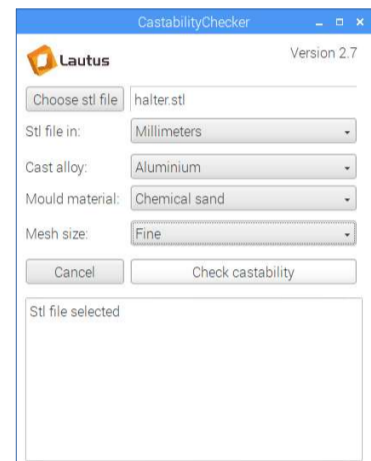 CastabilityChecker
Lautus
Version 2.7
Choose stl file halter.stl
Stl file in: Millimeters
Cast alloy: Aluminium
Mould material: Chemical sand
Mesh size: Fine
Cancel Check castability
Stl file selected